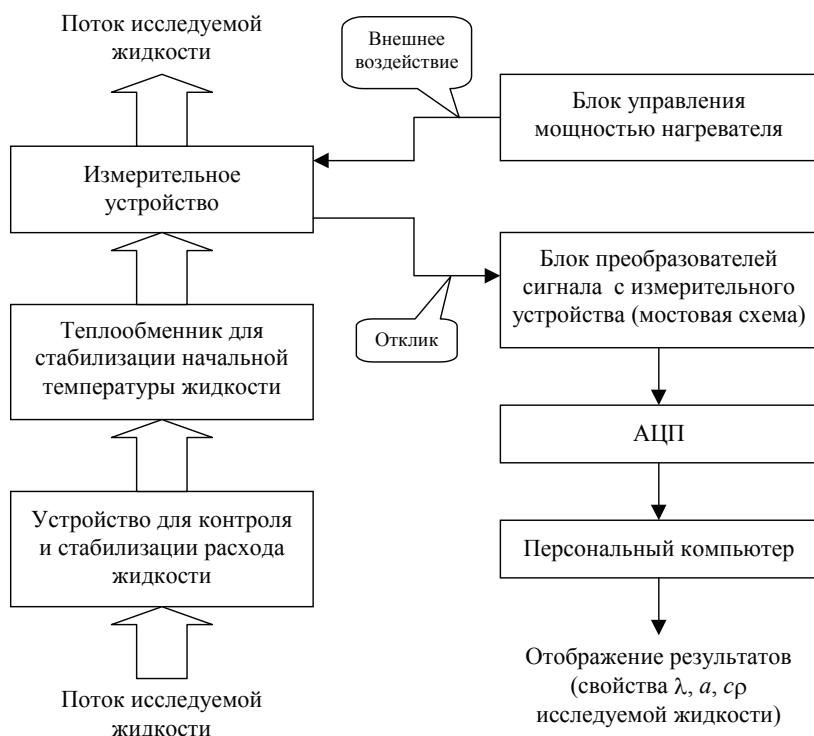 Поток исследуемой
жидкости
Внешнее
воздействие
Блок управления
мощностью нагревателя
Измерительное
устройство
Блок преобразователей
сигнала с измерительного
устройства (мостовая схема)
Отклик
Теплообменник для
стабилизации начальной
температуры жидкости
АЦП
Устройство для контроля
и стабилизации расхода
жидкости
Персональный компьютер
Отображение результатов
(свойства λ, a, cρ
исследуемой жидкости)
Поток исследуемой
жидкости